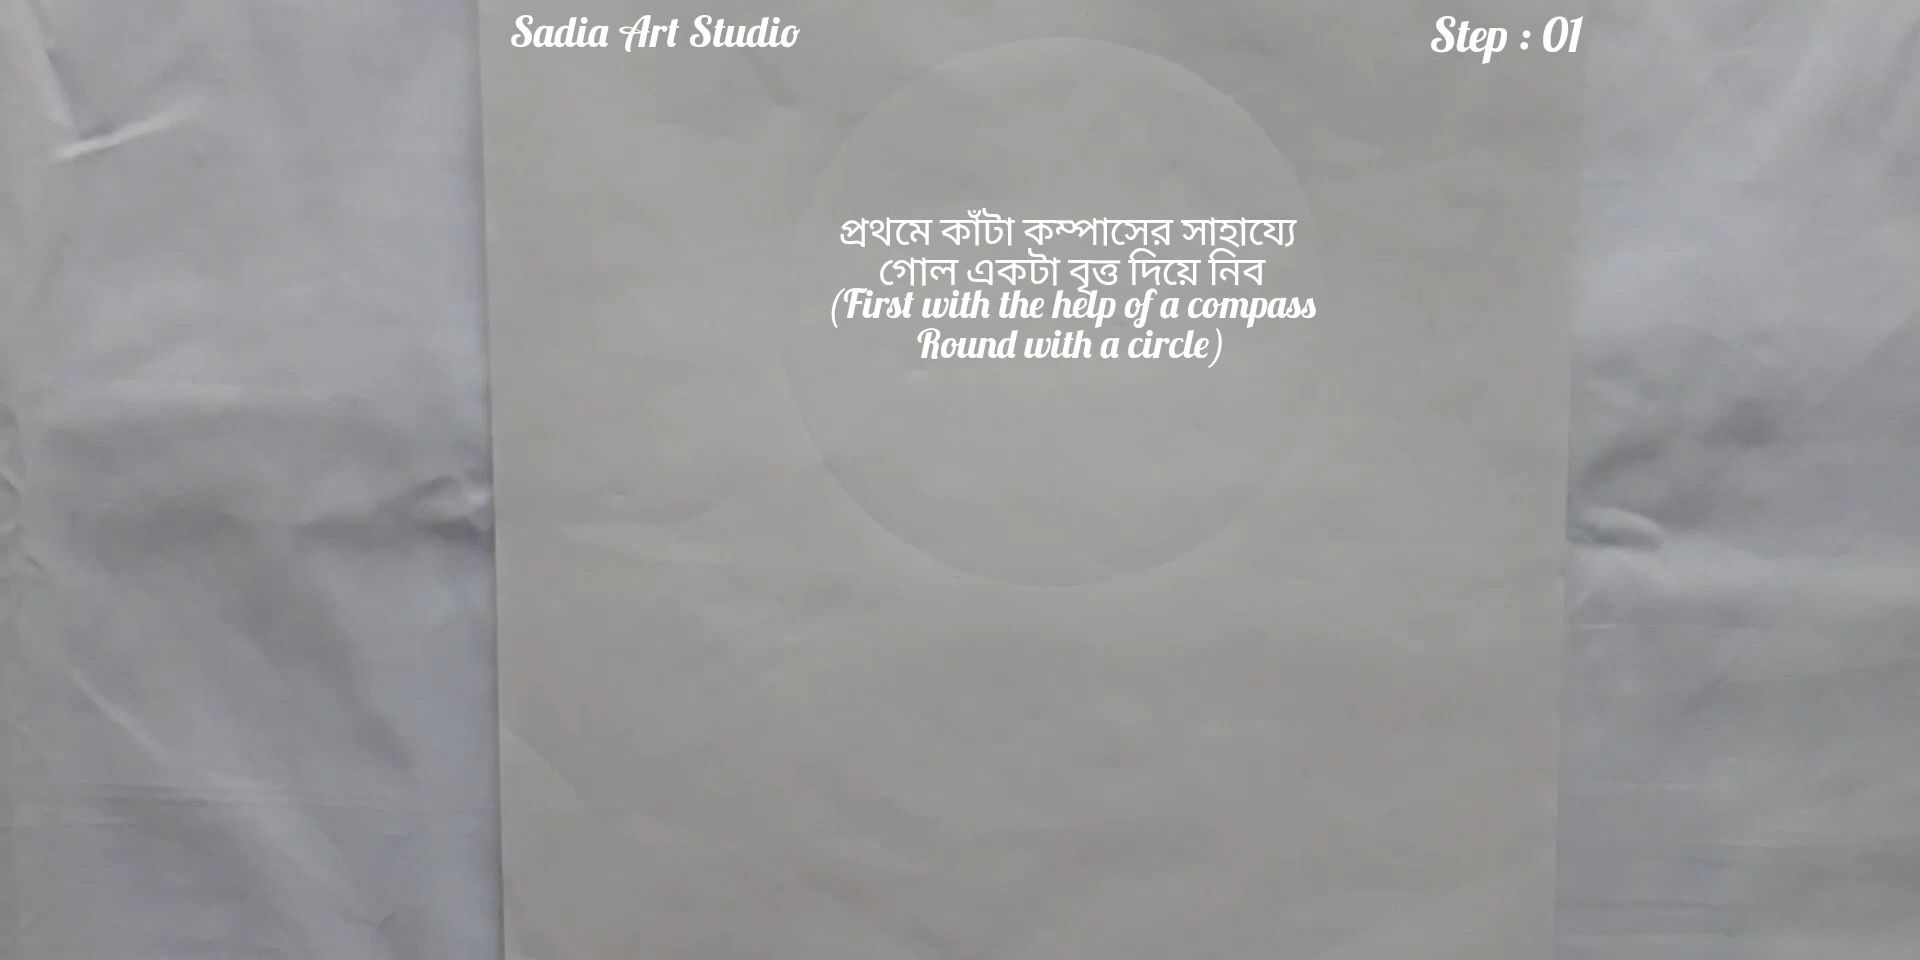 Sadia Art Studio
Step : 01
প্রথমে কাঁটা কম্পাসের সাহায্যে
গোল একটা বৃত্ত দিয়ে নিব
(First with the help of a compass
Round with a circle)